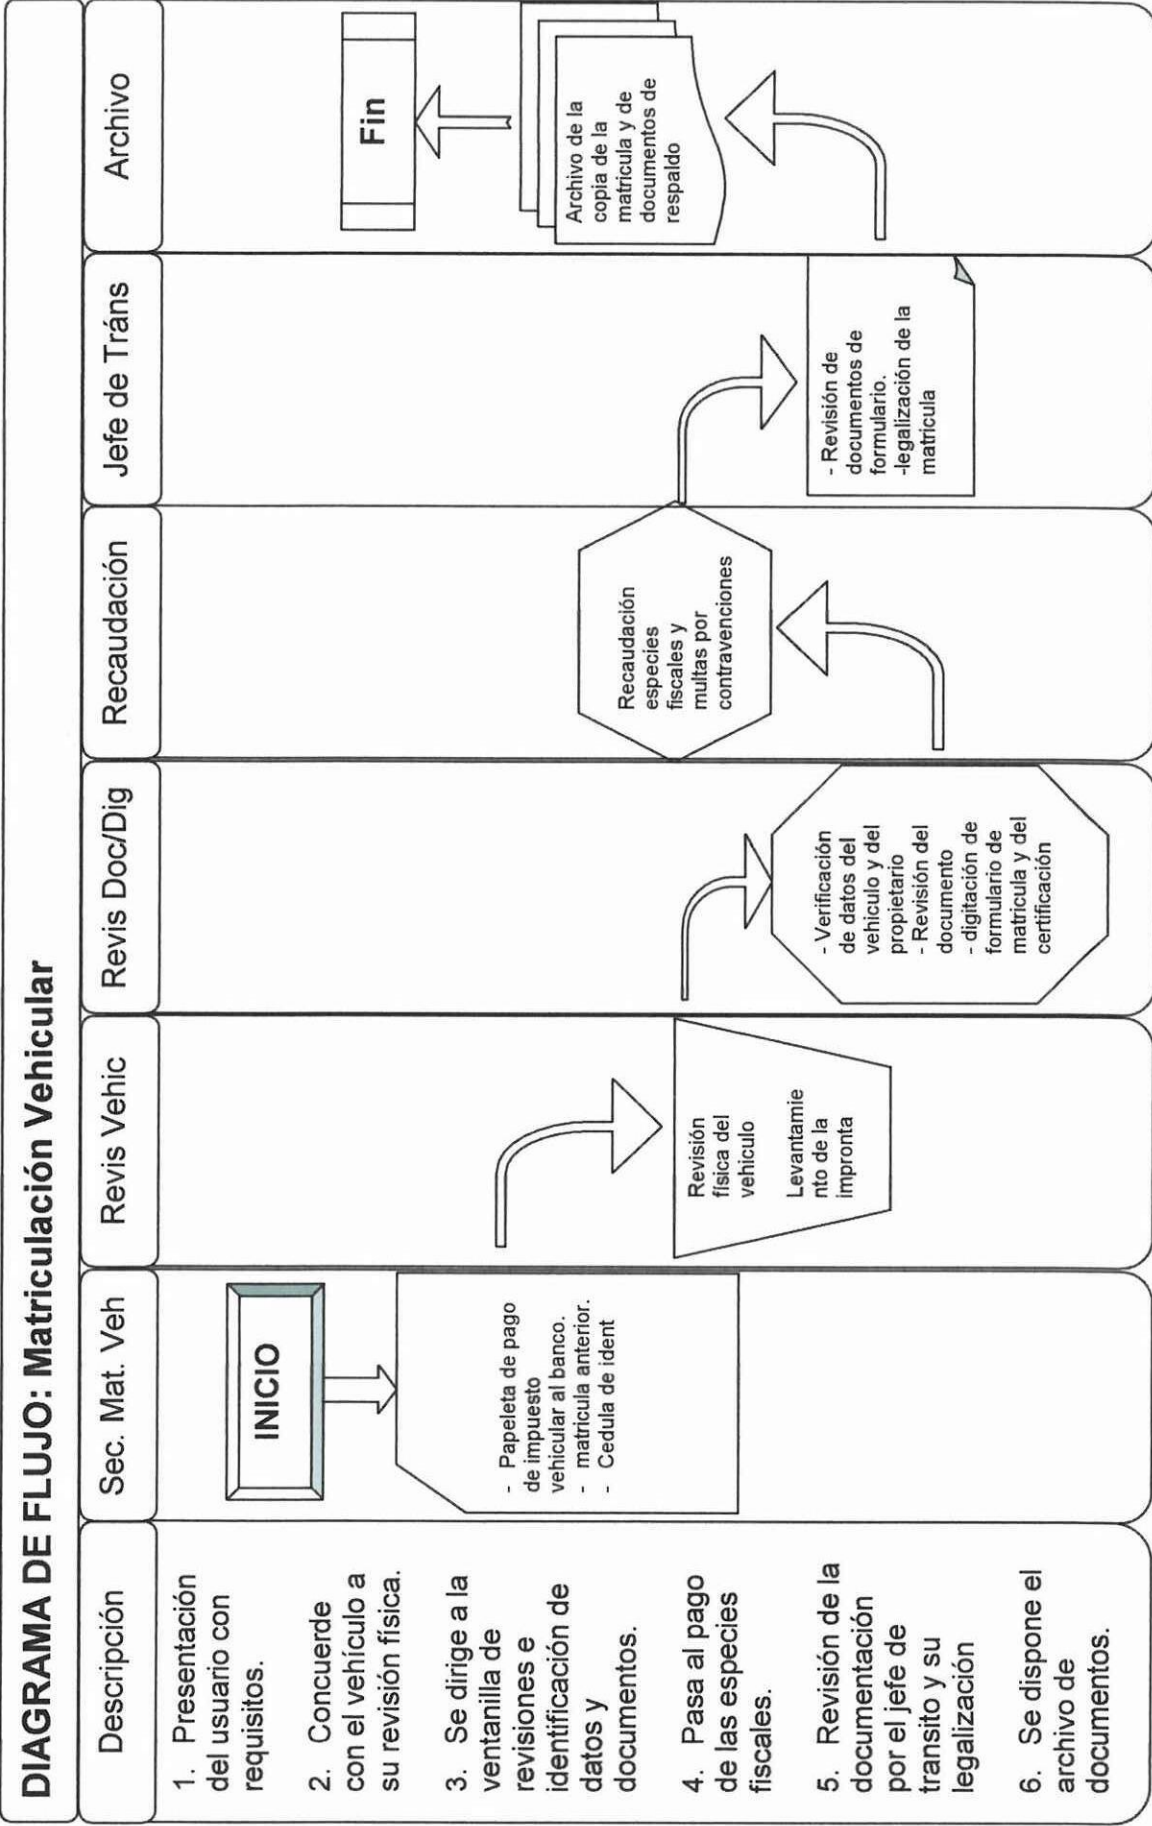 DIAGRAMA DE FLUJO: Matriculación Vehicular
Descripción
Sec. Mat. Veh
Revis Vehic
Revis Doc/Dig
Recaudación
Jefe de Tráns
Archivo
1. Presentación
del usuario con
requisitos.
2. Concuerde
con el vehículo a
su revisión física.
3. Se dirige a la
ventanilla de
revisiones e
identificación de
datos y
documentos.
4. Pasa al pago
de las especies
fiscales.
5. Revisión de la
documentación
por el jefe de
transito y su
legalización
6. Se dispone el
archivo de
documentos.
INICIO
- Papeleta de pago
de impuesto
vehicular al banco.
- matricula anterior.
- Cedula de ident
Revisión
física del
vehiculo
Levantamie
nto de la
impronta
- Verificación
de datos del
vehiculo y del
propietario
- Revisión del
documento
- digitación de
formulario de
matricula y del
certificación
Recaudación
especies
fiscales y
multas por
contravenciones
- Revisión de
documentos de
formulario.
-legalización de la
matricula
Archivo de la
copia de la
matricula y de
documentos de
respaldo
Fin